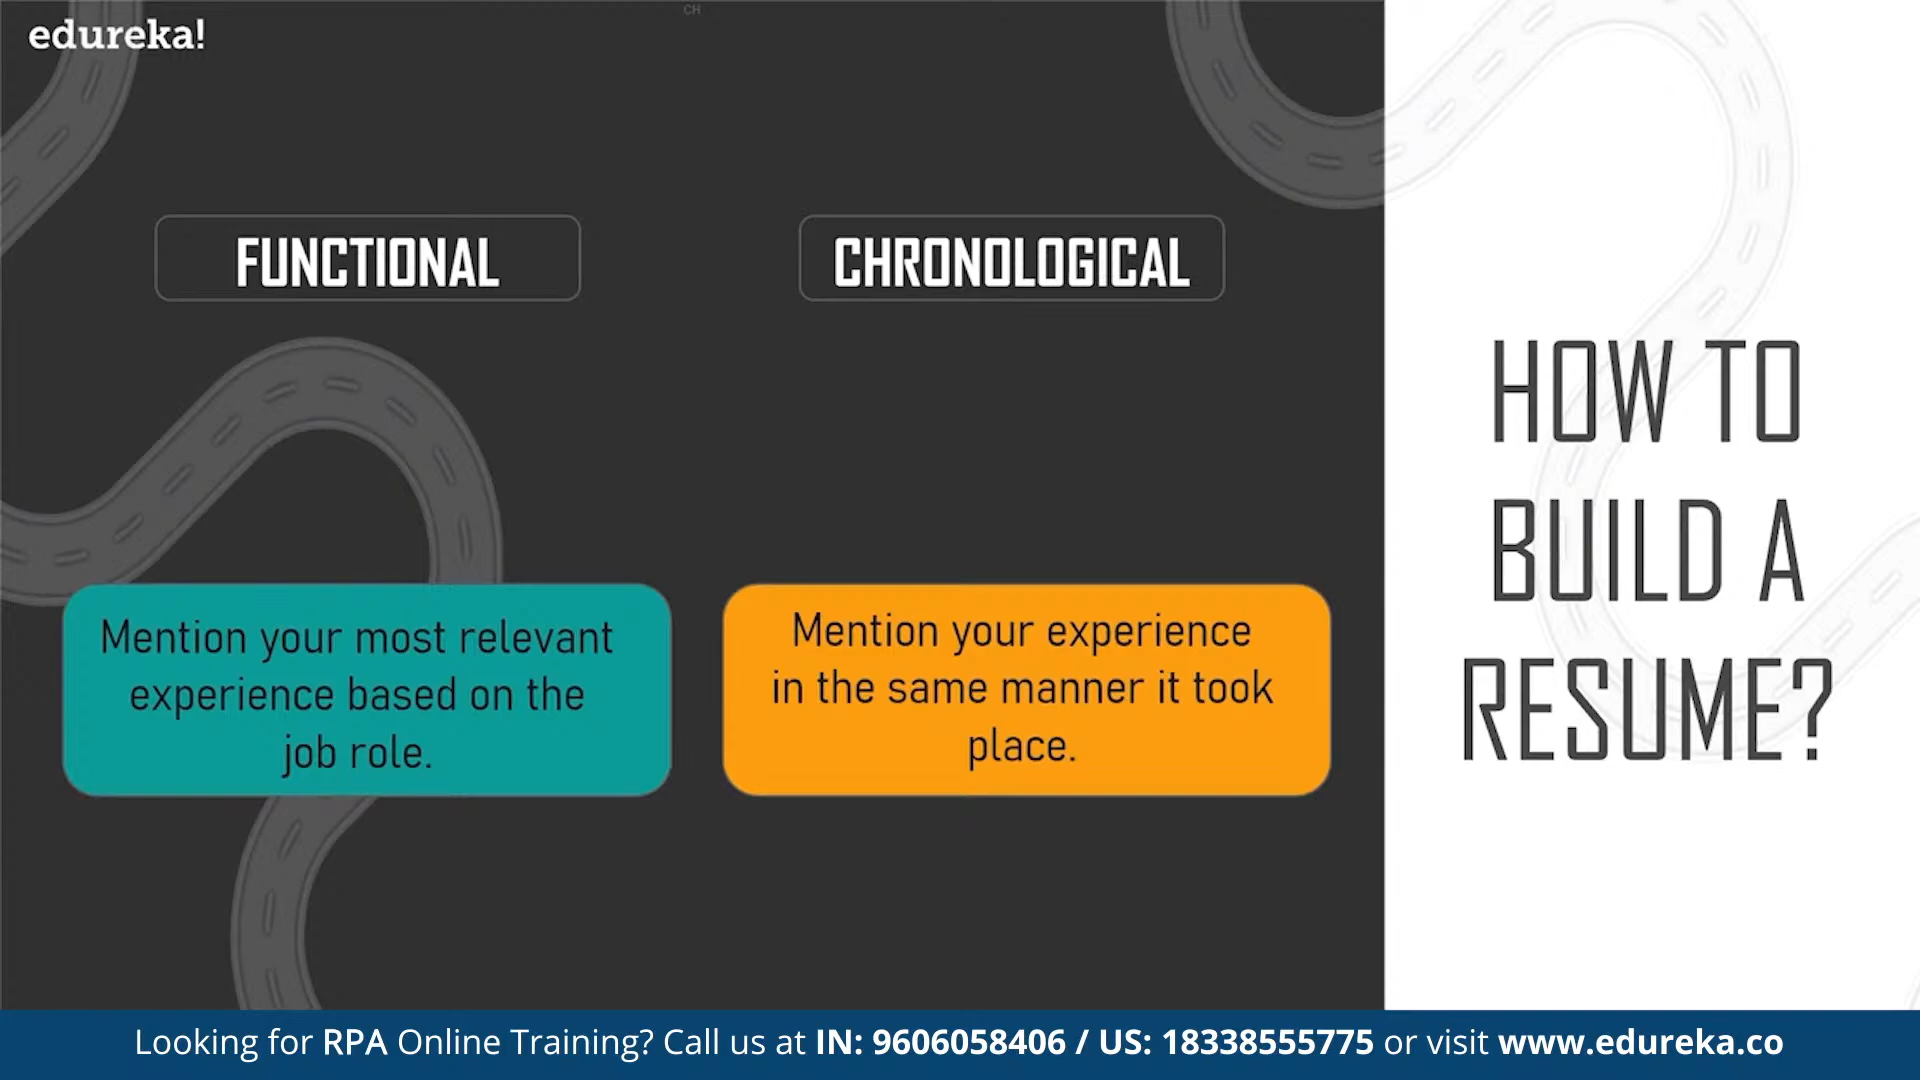 CH
edureka!
FUNCTIONAL
CHRONOLOGICAL
Mention your most relevant
experience based on the
job role.
Mention your experience
in the same manner it took
place.
HOW TO
BUILD A
RESUME?
Looking for RPA Online Training? Call us at IN: 9606058406 / US: 18338555775 or visit www.edureka.co